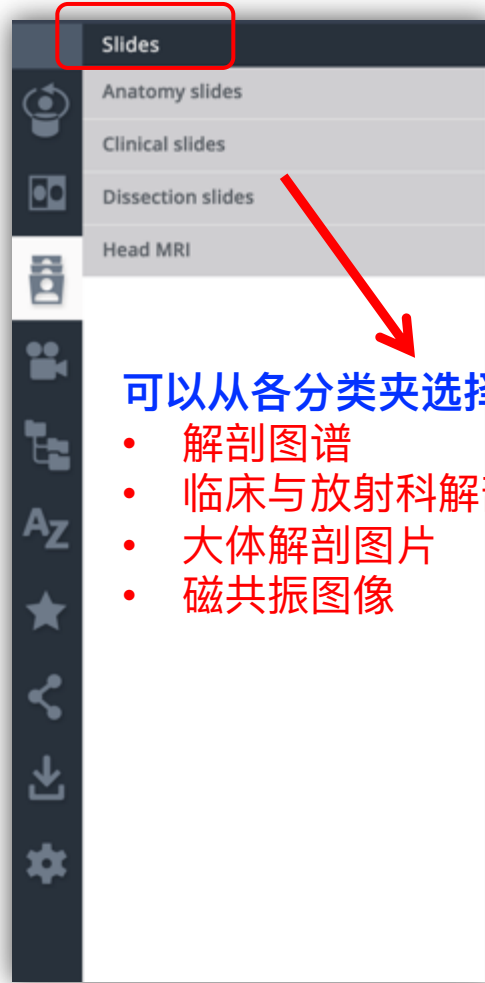 Slides
Anatomy slides
Clinical slides
Dissection slides
Head MRI
可以从各分类夹选择
• 解剖图谱
• 临床与放射科解
• 大体解剖图片
• 磁共振图像
AZ